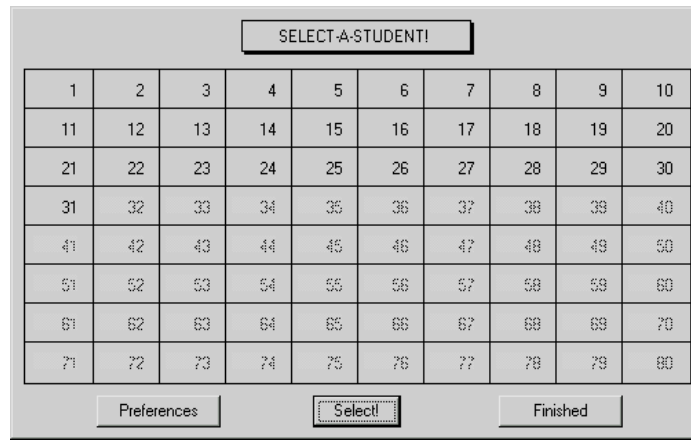 SELECT-A-STUDENT!
1 2 3 4 5 6 7 8 9 10
11 12 13 14 15 16 17 18 19 20
21 22 23 24 25 26 27 28 29 30
31 32 33 34 35 36 37 38 39 40
41 42 43 44 45 46 47 48 49 50
51 52 53 54 55 56 57 58 59 60
61 62 63 64 65 66 67 68 69 70
71 72 73 74 75 76 77 78 79 80
Preferences Select! Finished